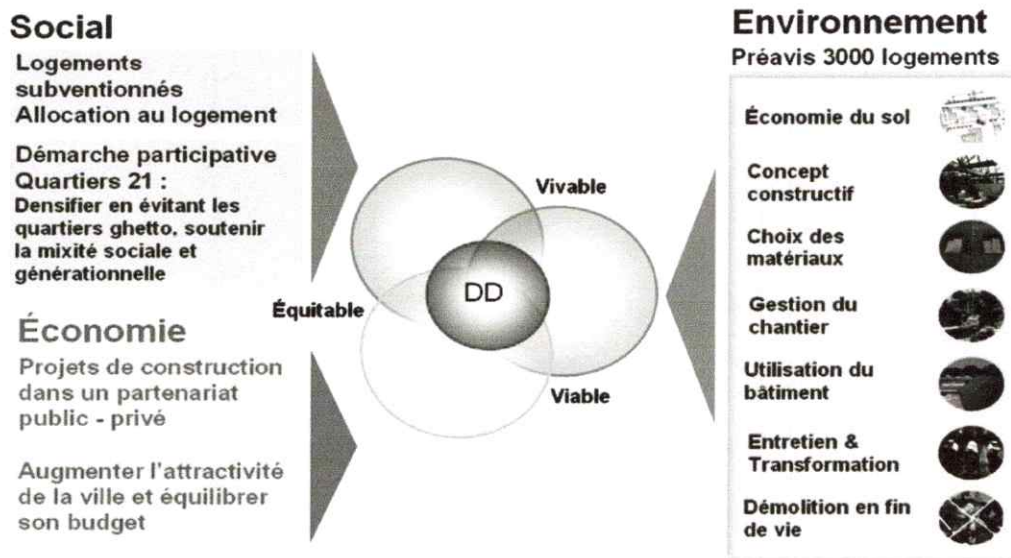 Social
Logements
subventionnés
Allocation au logement
Démarche participative
Quartiers 21 :
Densifier en évitant les
quartiers ghetto, soutenir
la mixité sociale et
générationnelle
Économie
Projets de construction
dans un partenariat
public - privé
Augmenter l'attractivité
de la ville et équilibrer
son budget
Vivable
DD
Équitable
Viable
Environnement
Préavis 3000 logements
Économie du sol
Concept
constructif
Choix des
matériaux
Gestion du
chantier
Utilisation du
bâtiment
Entretien &
Transformation
Démolition en fin
de vie